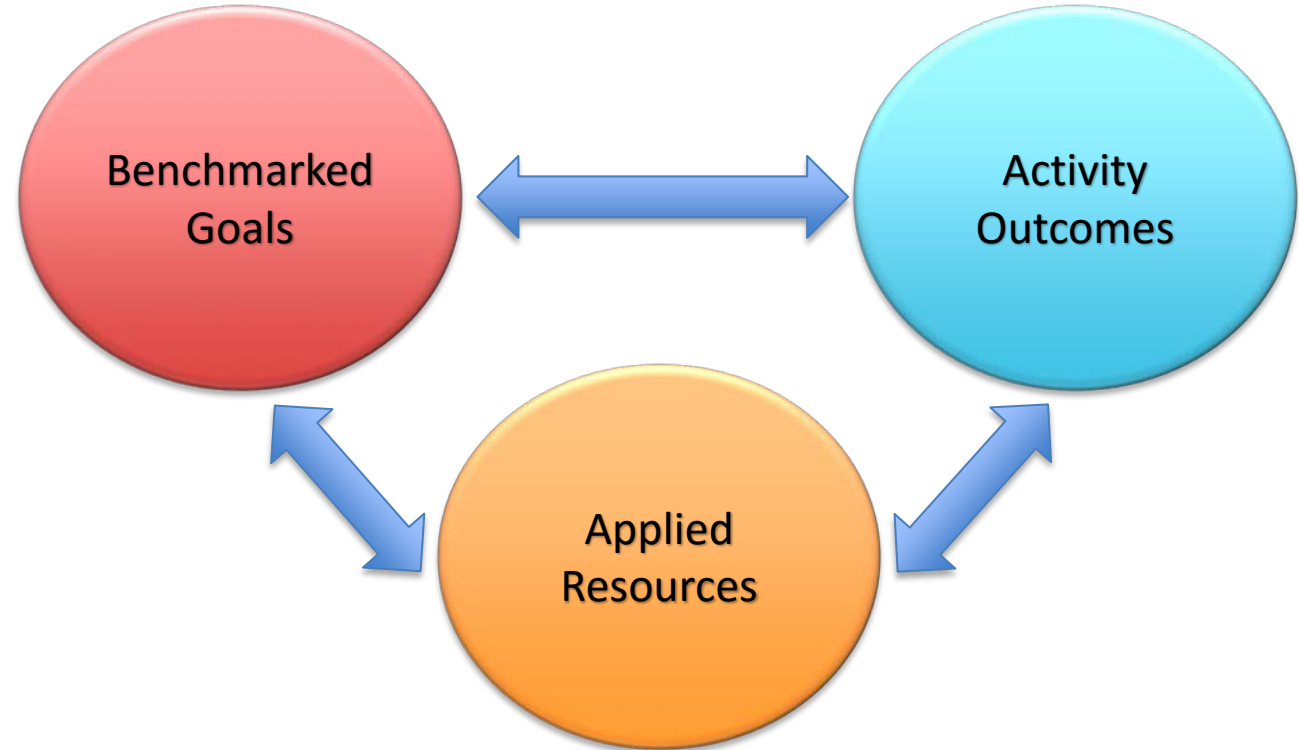 Benchmarked
Goals
Activity
Outcomes
Applied
Resources